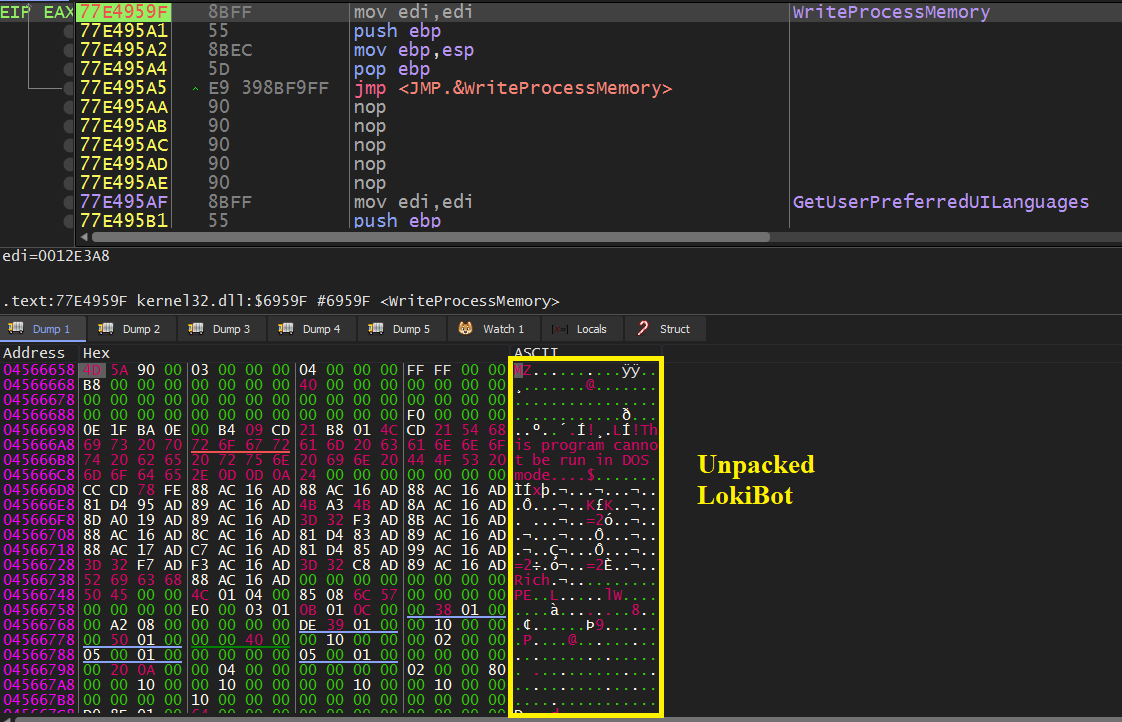 EIP EAX 77E4959F 8BFF mov edi,edi WriteProcessMemory
77E495A1 55 push ebp
77E495A2 8BEC mov ebp,esp
77E495A4 5D pop ebp
77E495A5 E9 398BF9FF jmp <JMP.&WriteProcessMemory>
77E495AA 90 nop
77E495AB 90 nop
77E495AC 90 nop
77E495AD 90 nop
77E495AE 90 nop
77E495AF 8BFF mov edi,edi GetUserPreferredUILanguages
77E495B1 55 push ebp
edi=0012E3A8
.text:77E4959F kernel32.dll:$6959F #6959F <WriteProcessMemory>
Dump 1 Dump 2 Dump 3 Dump 4 Dump 5 Watch 1 Locals Struct
Address Hex ASCII
04566658 4D 5A 90 00 03 00 00 00 04 00 00 00 FF FF 00 00 MZ..........ÿÿ..
04566668 B8 00 00 00 00 00 00 00 40 00 00 00 00 00 00 00 ¸.......@.......
04566678 00 00 00 00 00 00 00 00 00 00 00 00 00 00 00 00 ................
04566688 00 00 00 00 00 00 00 00 00 00 00 00 F0 00 00 00 ............ð...
04566698 0E 1F BA 0E 00 B4 09 CD 21 B8 01 4C CD 21 54 68 ..º..´.Í!¸.LÍ!Th
045666A8 69 73 20 70 72 6F 67 72 61 6D 20 63 61 6E 6E 6F is program canno
045666B8 74 20 62 65 20 72 75 6E 20 69 6E 20 44 4F 53 20 t be run in DOS
045666C8 6D 6F 64 65 2E 0D 0D 0A 24 00 00 00 00 00 00 00 mode....$.......
045666D8 CC CD 78 FE 88 AC 16 AD 88 AC 16 AD 88 AC 16 AD ÌÍxþ.¬...¬...¬..
045666E8 81 D4 95 AD 89 AC 16 AD 4B A3 4B AD 8A AC 16 AD .Ô...¬..K£K..¬..
045666F8 8D A0 19 AD 89 AC 16 AD 3D 32 F3 AD 8B AC 16 AD . ...¬..=2ó..¬..
04566708 88 AC 16 AD 8C AC 16 AD 81 D4 83 AD 89 AC 16 AD .¬...¬...Ô...¬..
04566718 88 AC 17 AD C7 AC 16 AD 81 D4 85 AD 99 AC 16 AD .¬..Ç¬...Ô...¬..
04566728 3D 32 F7 AD F3 AC 16 AD 3D 32 C8 AD 89 AC 16 AD =2÷.ó¬..=2È..¬..
04566738 52 69 63 68 88 AC 16 AD 00 00 00 00 00 00 00 00 Rich.¬..........
04566748 50 45 00 00 4C 01 04 00 85 08 6C 57 00 00 00 00 PE..L.....lW....
04566758 00 00 00 00 E0 00 03 01 0B 01 0C 00 00 38 01 00 ....à........8..
04566768 00 A2 08 00 00 00 00 00 DE 39 01 00 00 10 00 00 .¢......Þ9......
04566778 00 50 01 00 00 00 40 00 00 10 00 00 00 02 00 00 .P....@.........
04566788 05 00 01 00 00 00 00 00 05 00 01 00 00 00 00 00 ................
04566798 00 20 0A 00 00 04 00 00 00 00 00 00 02 00 00 80 . ..............
045667A8 00 00 10 00 00 10 00 00 00 00 10 00 00 10 00 00 ................
045667B8 00 00 00 00 10 00 00 00 00 00 00 00 00 00 00 00 ................
Unpacked
LokiBot